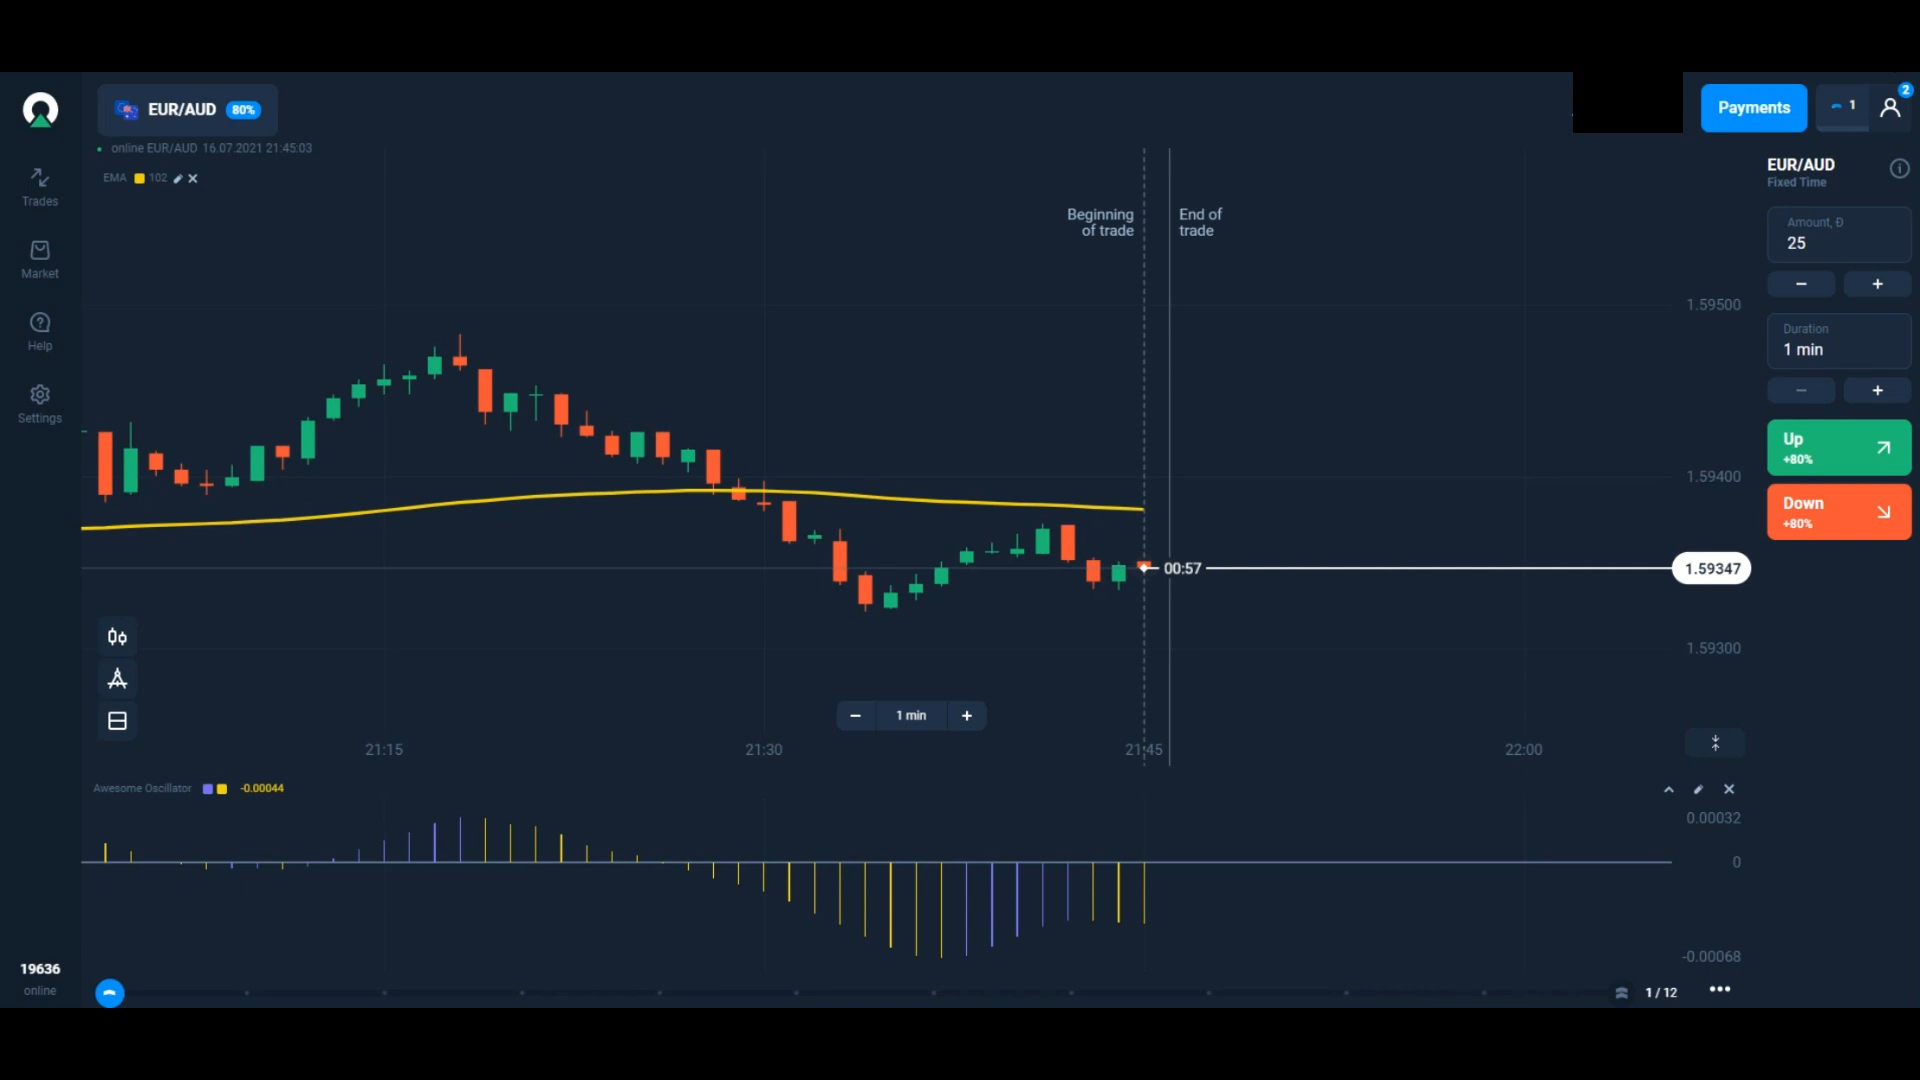 EUR/AUD 80%
Payments
1
2
online EUR/AUD 16.07.2021 21:45:03
EMA 102
Trades
Market
Help
Settings
19636
online
Beginning
of trade
End of
trade
1.59500
1.59400
00:57
1.59347
1.59300
1 min
21:15
21:30
21:45
22:00
Awesome Oscillator -0.00044
0.00032
0
-0.00068
1 / 12
EUR/AUD
Fixed Time
Amount, Đ
25
Duration
1 min
Up
+80%
Down
+80%